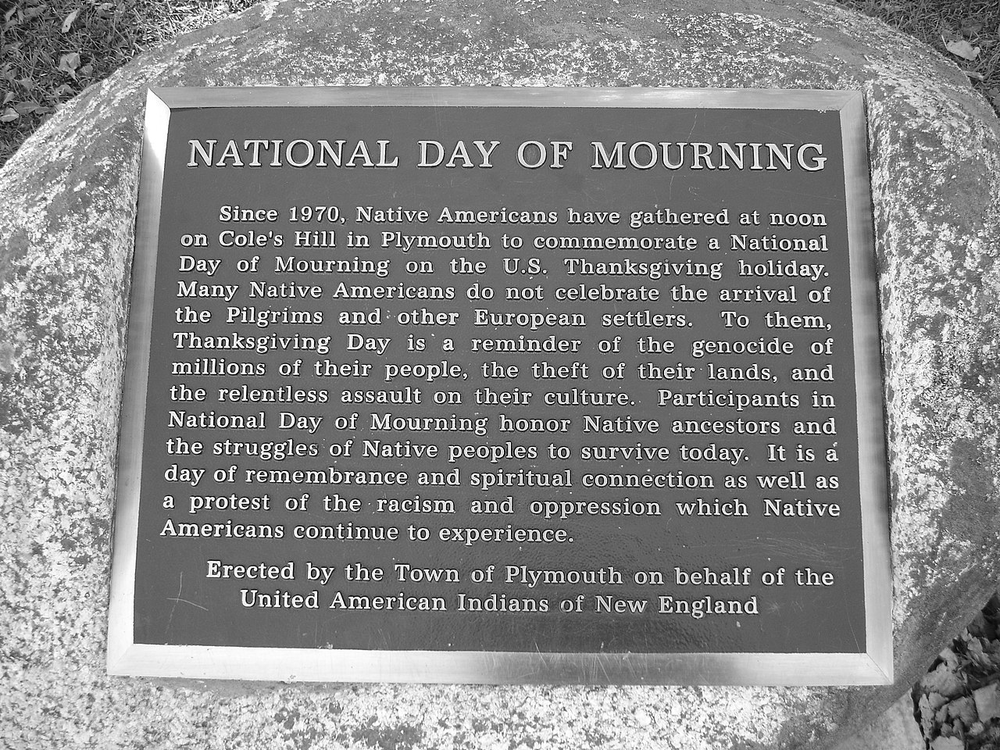 NATIONAL DAY OF MOURNING
Since 1970, Native Americans have gathered at noon
on Cole's Hill in Plymouth to commemorate a National
Day of Mourning on the U.S. Thanksgiving holiday.
Many Native Americans do not celebrate the arrival of
the Pilgrims and other European settlers. To them,
Thanksgiving Day is a reminder of the genocide of
millions of their people, the theft of their lands, and
the relentless assault on their culture. Participants in
National Day of Mourning honor Native ancestors and
the struggles of Native peoples to survive today. It is a
day of remembrance and spiritual connection as well as
a protest of the racism and oppression which Native
Americans continue to experience.
Erected by the Town of Plymouth on behalf of the
United American Indians of New England